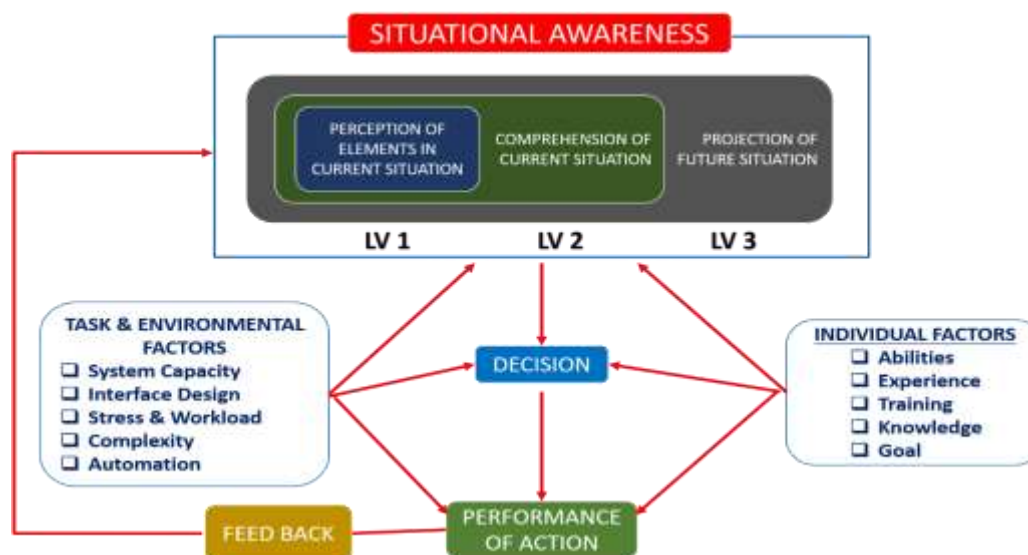 SITUATIONAL AWARENESS
PERCEPTION OF
ELEMENTS IN
CURRENT SITUATION
COMPREHENSION OF
CURRENT SITUATION
PROJECTION OF
FUTURE SITUATION
LV 1
LV 2
LV 3
TASK & ENVIRONMENTAL
FACTORS
❑ System Capacity
❑ Interface Design
❑ Stress & Workload
❑ Complexity
❑ Automation
DECISION
INDIVIDUAL FACTORS
❑ Abilities
❑ Experience
❑ Training
❑ Knowledge
❑ Goal
FEED BACK
PERFORMANCE
OF ACTION